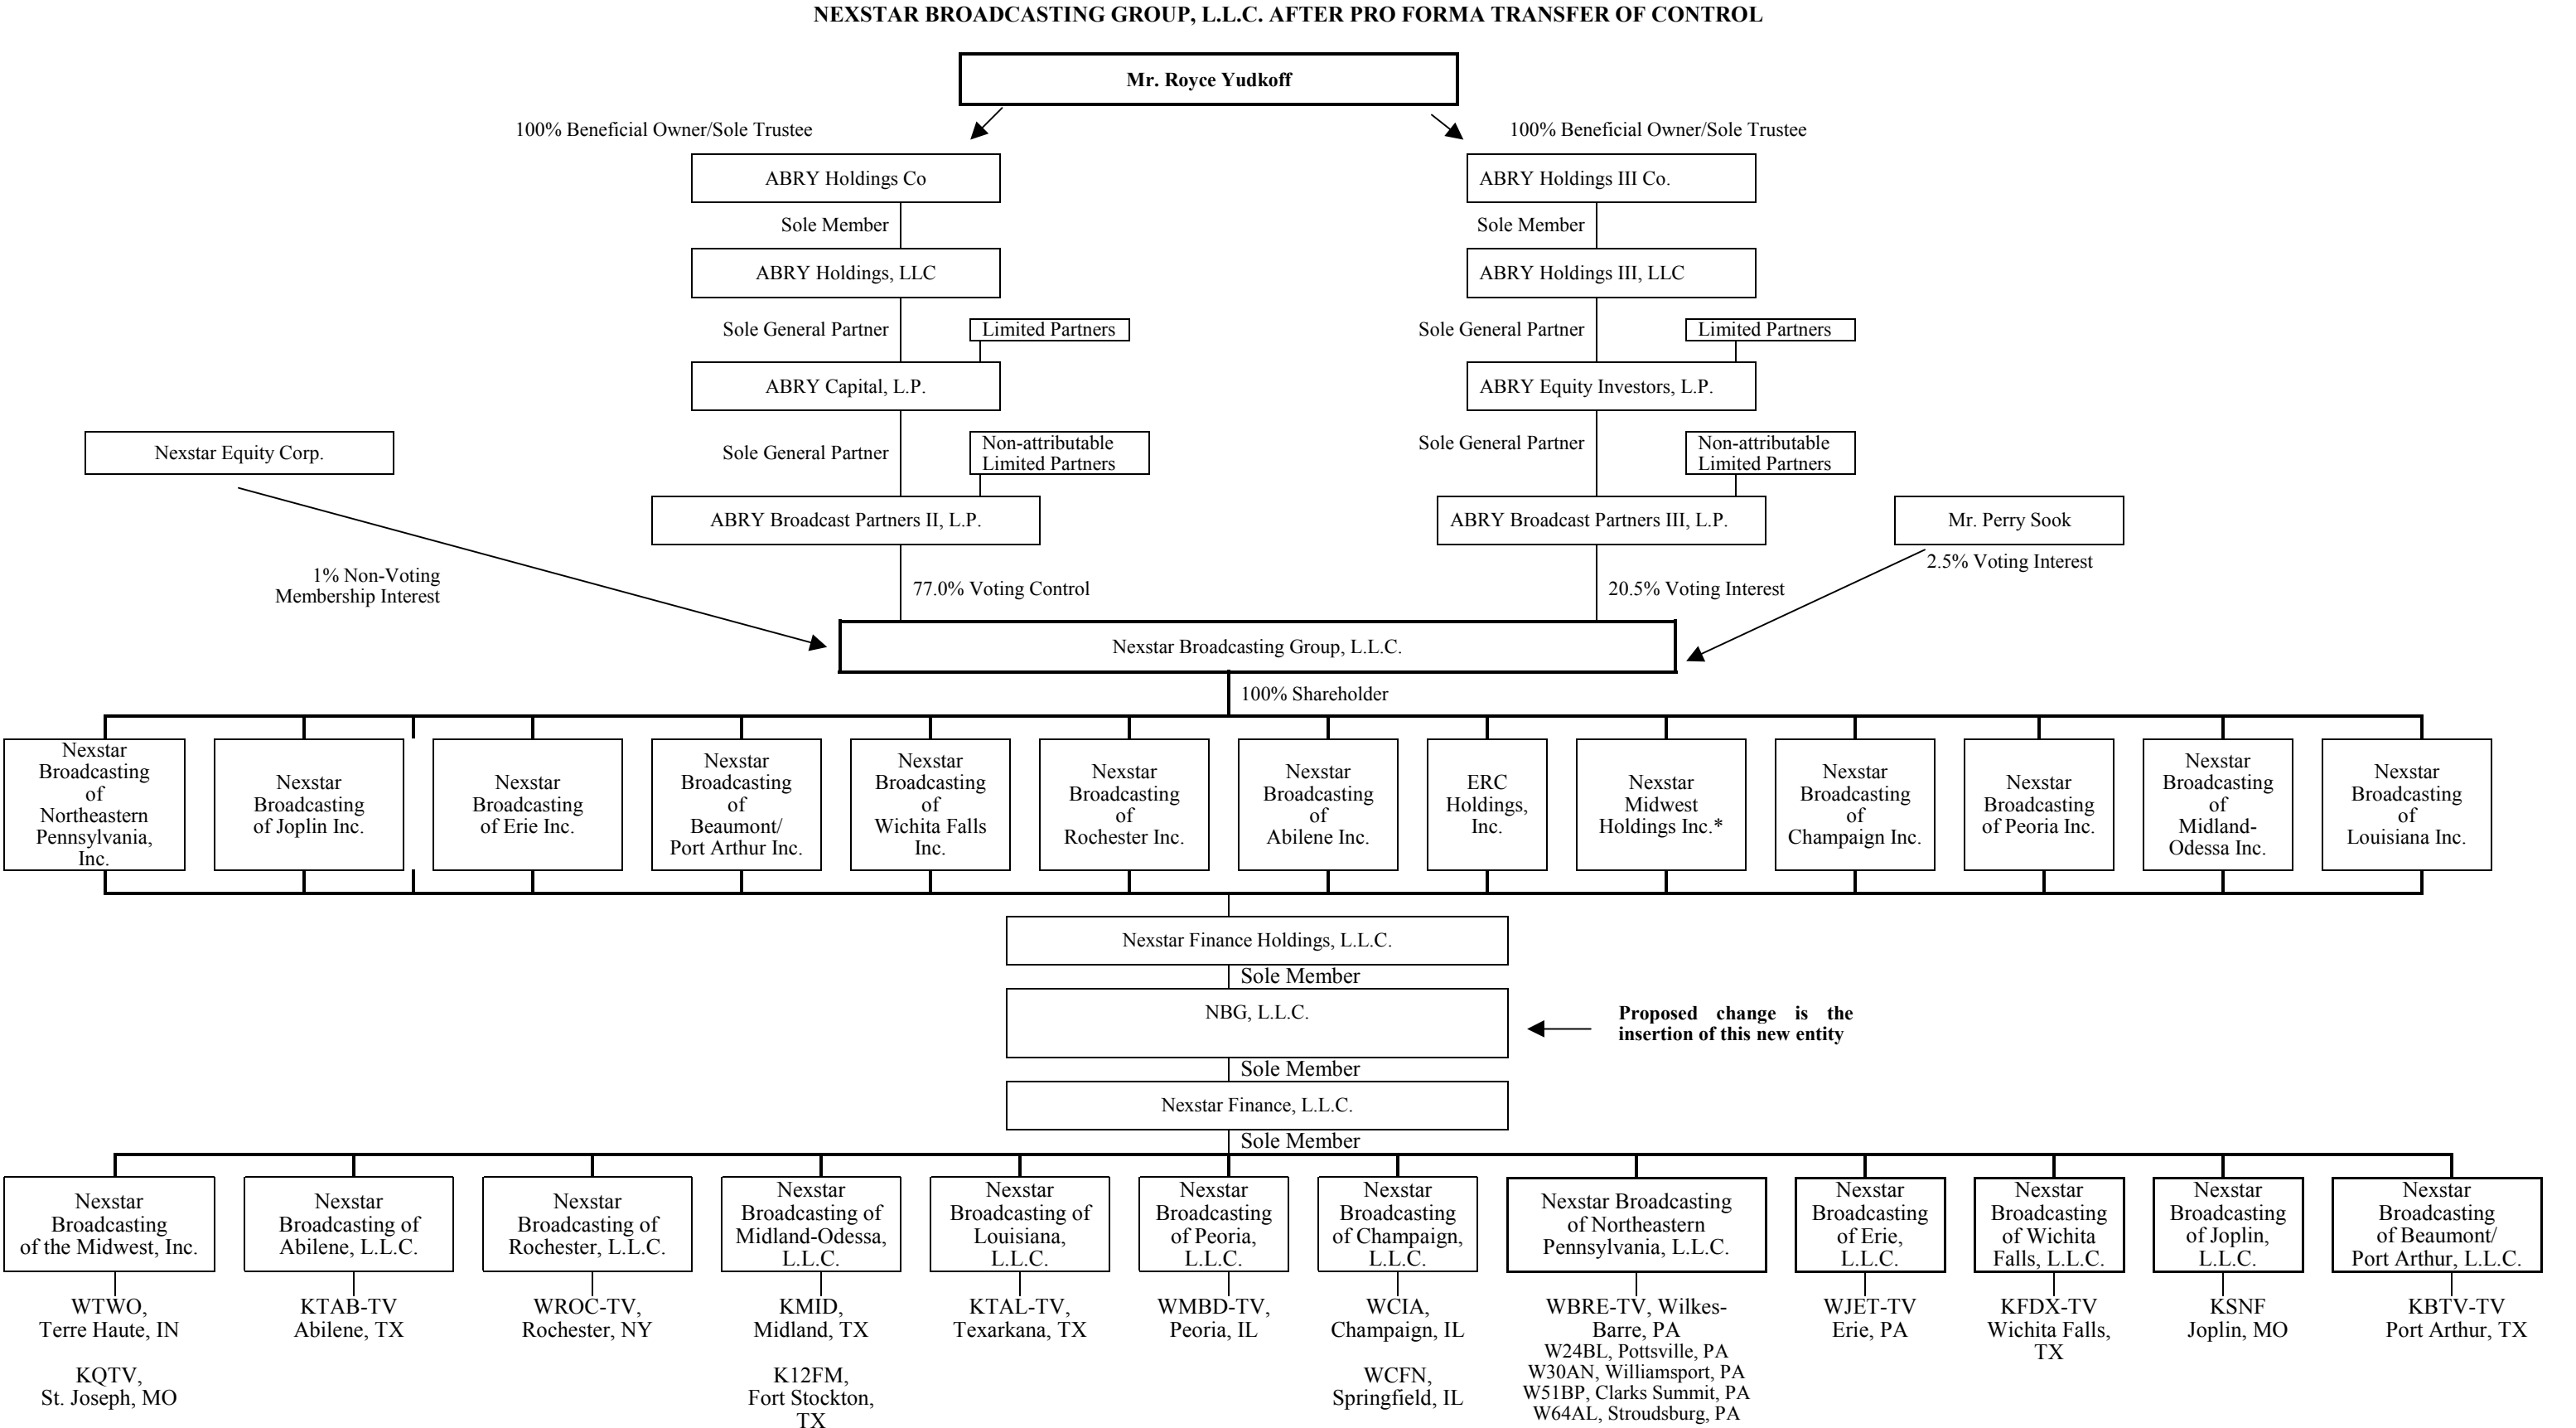 NEXSTAR BROADCASTING GROUP, L.L.C. AFTER PRO FORMA TRANSFER OF CONTROL
Mr. Royce Yudkoff
100% Beneficial Owner/Sole Trustee
100% Beneficial Owner/Sole Trustee
ABRY Holdings Co
ABRY Holdings III Co.
Sole Member
Sole Member
ABRY Holdings, LLC
ABRY Holdings III, LLC
Sole General Partner
Limited Partners
Sole General Partner
Limited Partners
ABRY Capital, L.P.
ABRY Equity Investors, L.P.
Nexstar Equity Corp.
Sole General Partner
Non-attributable
Limited Partners
Sole General Partner
Non-attributable
Limited Partners
ABRY Broadcast Partners II, L.P.
ABRY Broadcast Partners III, L.P.
Mr. Perry Sook
1% Non-Voting
Membership Interest
77.0% Voting Control
20.5% Voting Interest
2.5% Voting Interest
Nexstar Broadcasting Group, L.L.C.
100% Shareholder
Nexstar
Broadcasting
of
Northeastern
Pennsylvania,
Inc.
Nexstar
Broadcasting
of Joplin Inc.
Nexstar
Broadcasting
of Erie Inc.
Nexstar
Broadcasting
of
Beaumont/
Port Arthur Inc.
Nexstar
Broadcasting
of
Wichita Falls
Inc.
Nexstar
Broadcasting
of
Rochester Inc.
Nexstar
Broadcasting
of
Abilene Inc.
ERC
Holdings,
Inc.
Nexstar
Midwest
Holdings Inc.*
Nexstar
Broadcasting
of
Champaign Inc.
Nexstar
Broadcasting
of Peoria Inc.
Nexstar
Broadcasting
of
Midland-
Odessa Inc.
Nexstar
Broadcasting
of
Louisiana Inc.
Nexstar Finance Holdings, L.L.C.
Sole Member
NBG, L.L.C.
Proposed change is the
insertion of this new entity
Sole Member
Nexstar Finance, L.L.C.
Sole Member
Nexstar
Broadcasting
of the Midwest, Inc.
Nexstar
Broadcasting of
Abilene, L.L.C.
Nexstar
Broadcasting of
Rochester, L.L.C.
Nexstar
Broadcasting of
Midland-Odessa,
L.L.C.
Nexstar
Broadcasting of
Louisiana,
L.L.C.
Nexstar
Broadcasting
of Peoria,
L.L.C.
Nexstar
Broadcasting
of Champaign,
L.L.C.
Nexstar Broadcasting
of Northeastern
Pennsylvania, L.L.C.
Nexstar
Broadcasting
of Erie,
L.L.C.
Nexstar
Broadcasting
of Wichita
Falls, L.L.C.
Nexstar
Broadcasting
of Joplin,
L.L.C.
Nexstar
Broadcasting
of Beaumont/
Port Arthur, L.L.C.
WTWO,
Terre Haute, IN
KQTV,
St. Joseph, MO
KTAB-TV
Abilene, TX
WROC-TV,
Rochester, NY
KMID,
Midland, TX
K12FM,
Fort Stockton,
TX
KTAL-TV,
Texarkana, TX
WMBD-TV,
Peoria, IL
WCIA,
Champaign, IL
WCFN,
Springfield, IL
WBRE-TV, Wilkes-
Barre, PA
W24BL, Pottsville, PA
W30AN, Williamsport, PA
W51BP, Clarks Summit, PA
W64AL, Stroudsburg, PA
WJET-TV
Erie, PA
KFDX-TV
Wichita Falls,
TX
KSNF
Joplin, MO
KBTV-TV
Port Arthur, TX